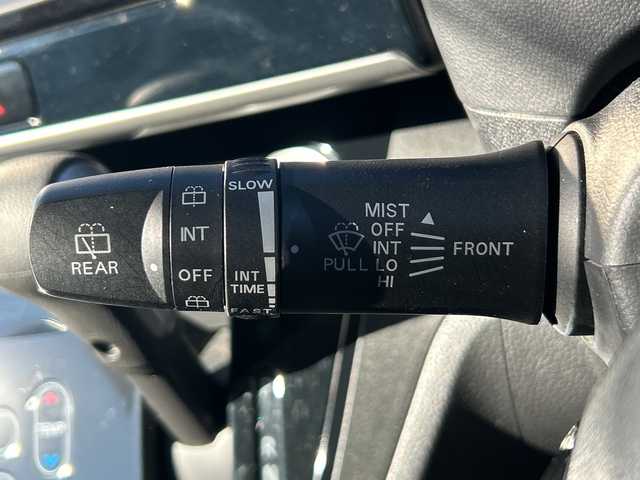 REAR
INT
OFF
SLOW
INT
TIME
FAST
PULL
MIST
OFF
INT
LO
HI
FRONT